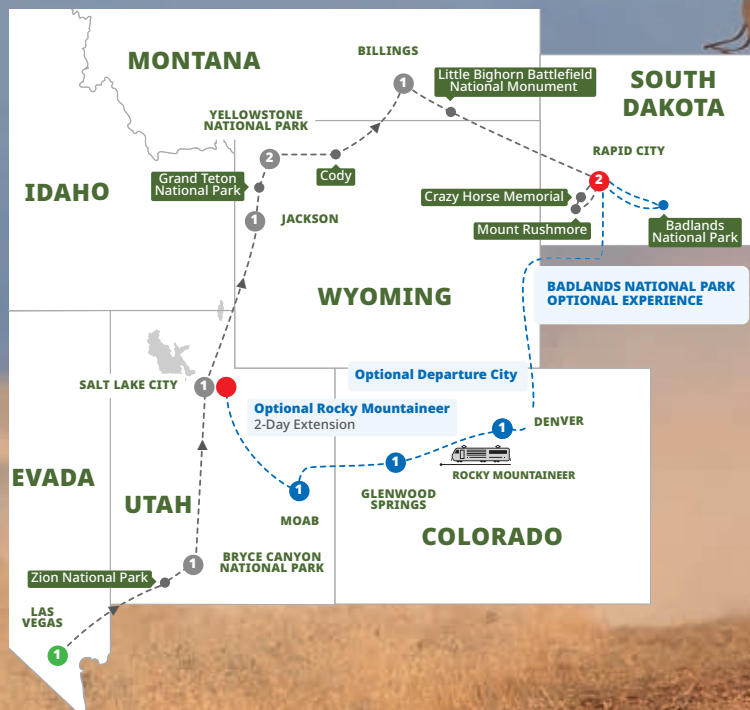 BILLINGS
MONTANA
1
Little Bighorn Battlefield
National Monument
SOUTH
DAKOTA
YELLOWSTONE
NATIONAL PARK
2
RAPID CITY
Cody
Grand Teton
National Park
IDAHO
2
Crazy Horse Memorial
1
JACKSON
Mount Rushmore
Badlands
National Park
WYOMING
BADLANDS NATIONAL PARK
OPTIONAL EXPERIENCE
SALT LAKE CITY
1
Optional Departure City
Optional Rocky Mountaineer
2-Day Extension
1
DENVER
1
ROCKY MOUNTAINEER
EVADA
UTAH
1
GLENWOOD
SPRINGS
MOAB
COLORADO
1
BRYCE CANYON
NATIONAL PARK
Zion National Park
LAS
VEGAS
1